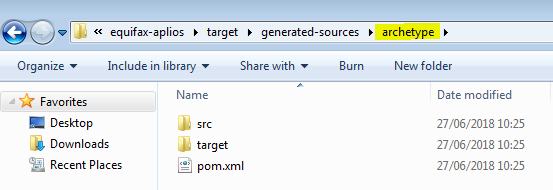 « equifax-aplios ▸ target ▸ generated-sources ▸ archetype ▸
Organize ▾ Include in library ▾ Share with ▾ Burn New folder
Favorites
Desktop
Downloads
Recent Places
Name Date modified
src 27/06/2018 10:25
target 27/06/2018 10:25
pom.xml 27/06/2018 10:25